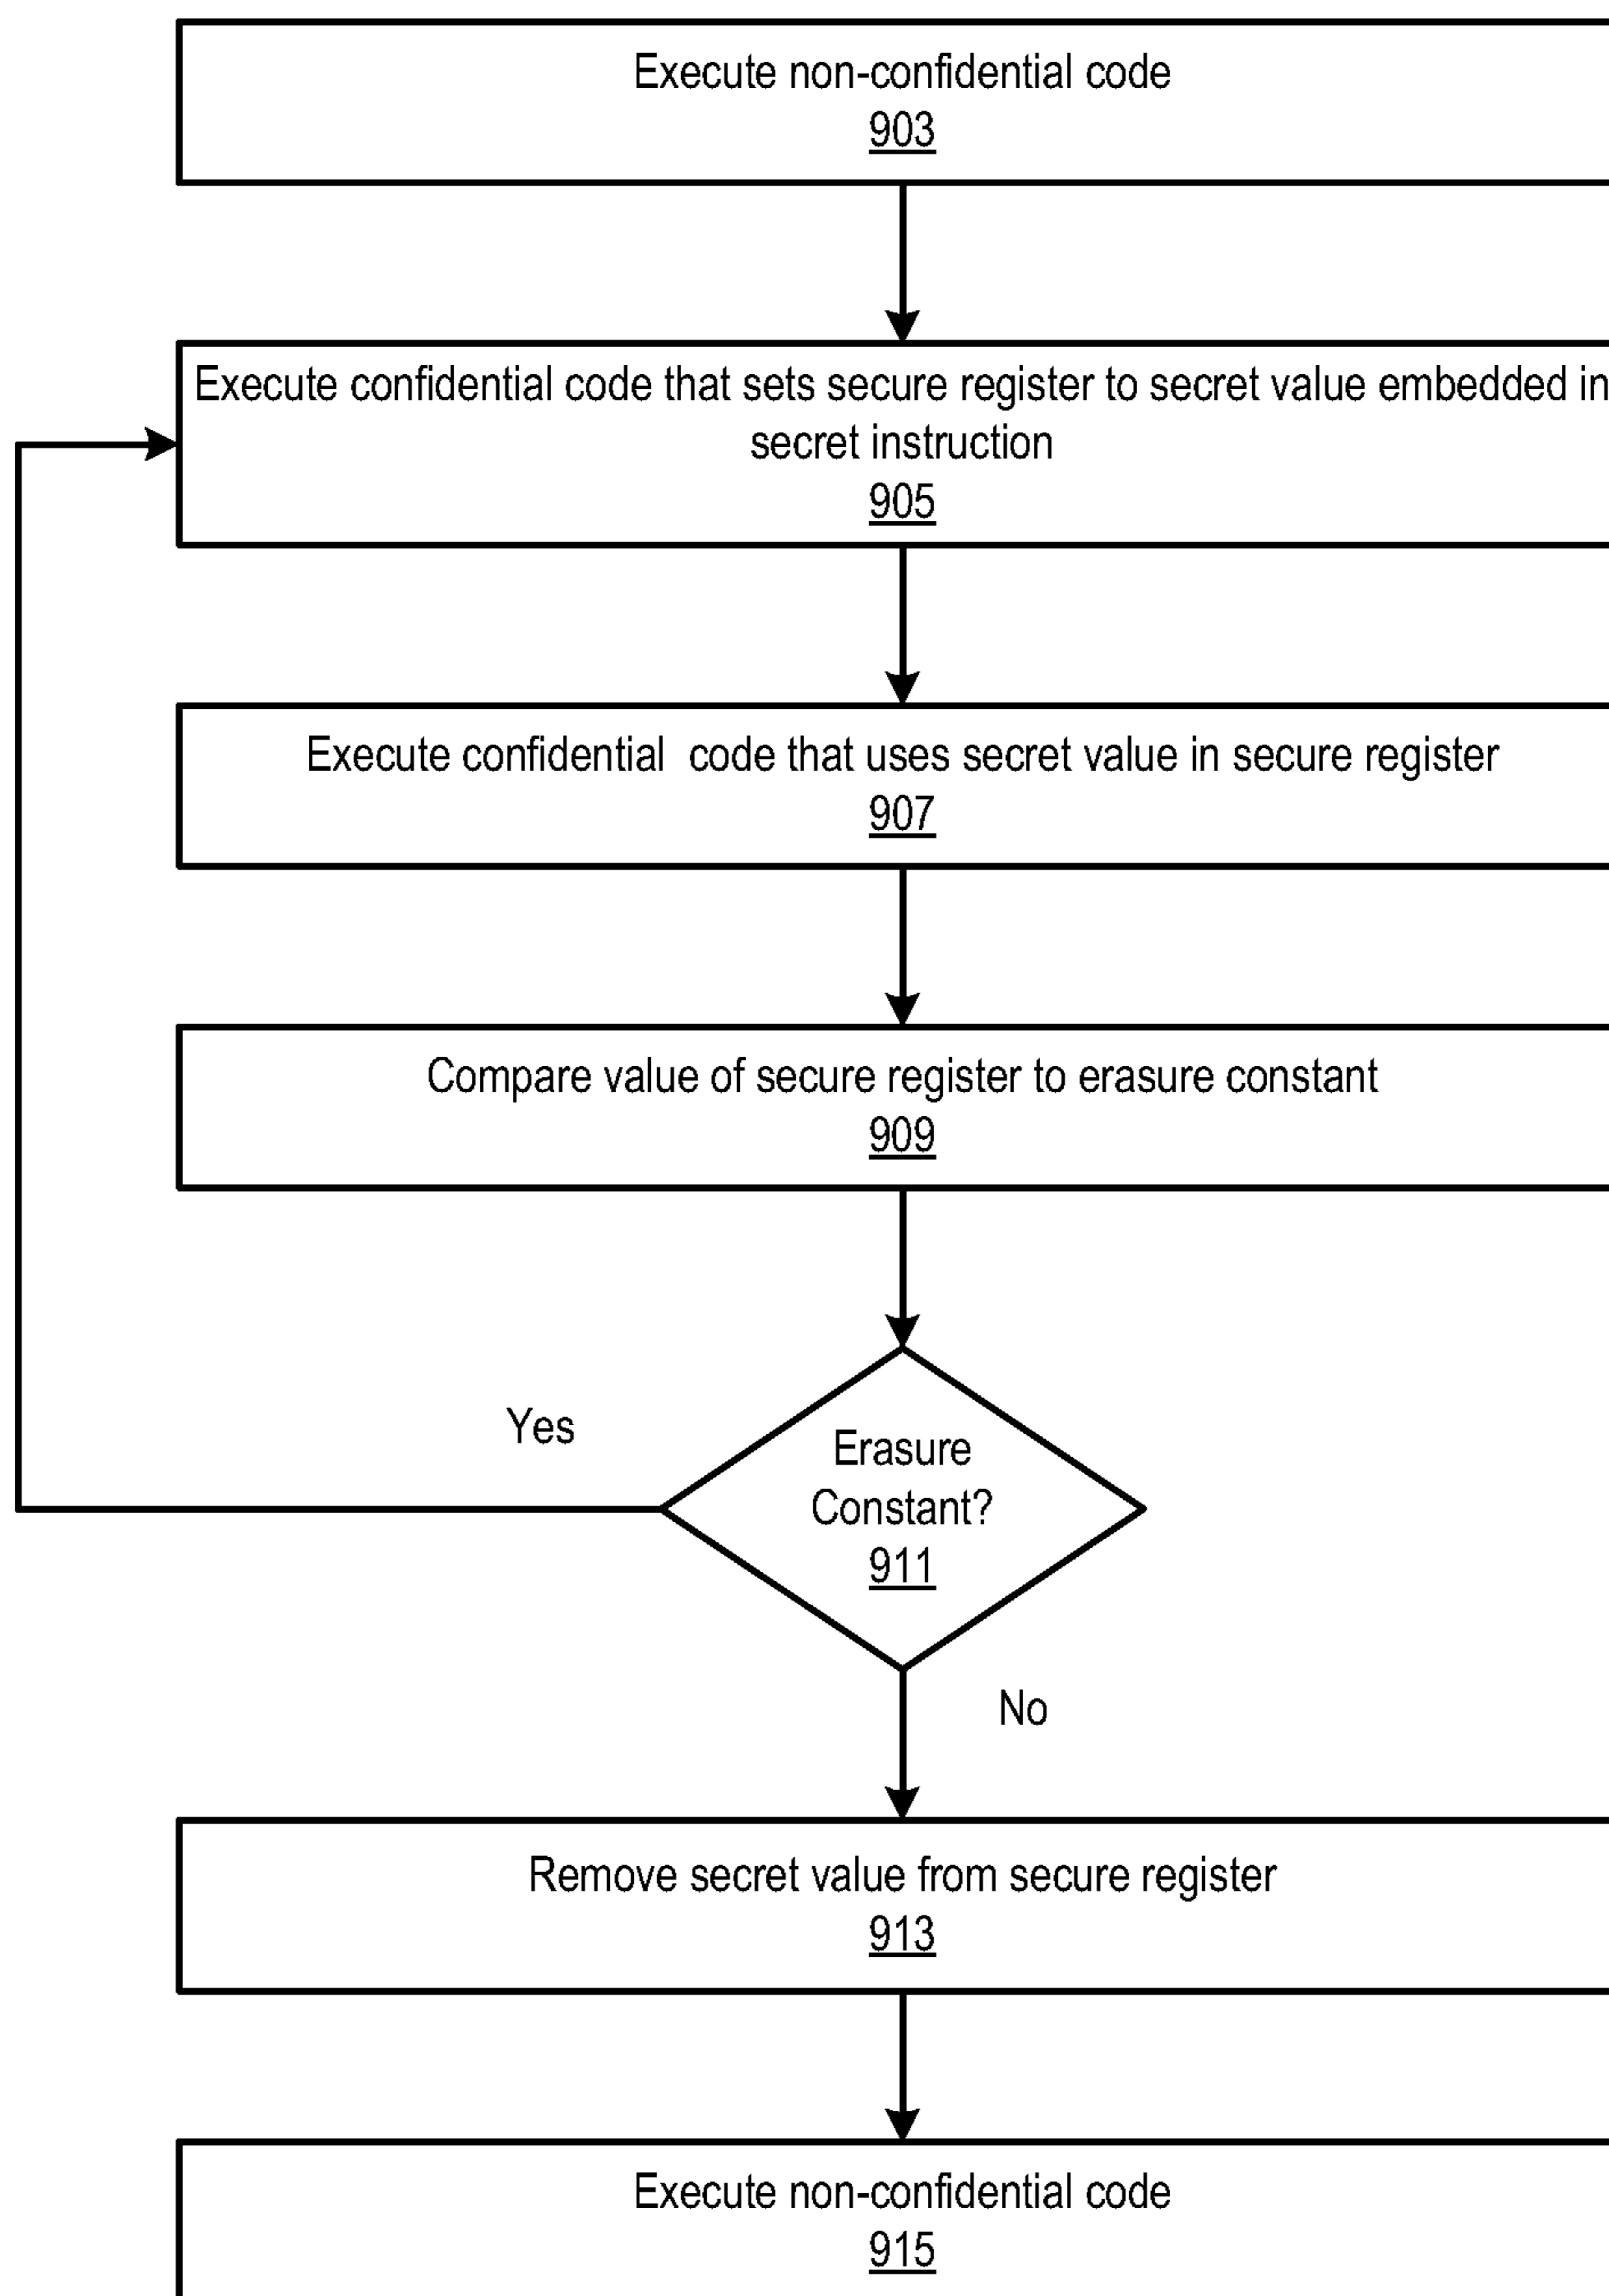 Execute non-confidential code
903
Execute confidential code that sets secure register to secret value embedded in
secret instruction
905
Execute confidential code that uses secret value in secure register
907
Compare value of secure register to erasure constant
909
Yes
Erasure
Constant?
911
No
Remove secret value from secure register
913
Execute non-confidential code
915